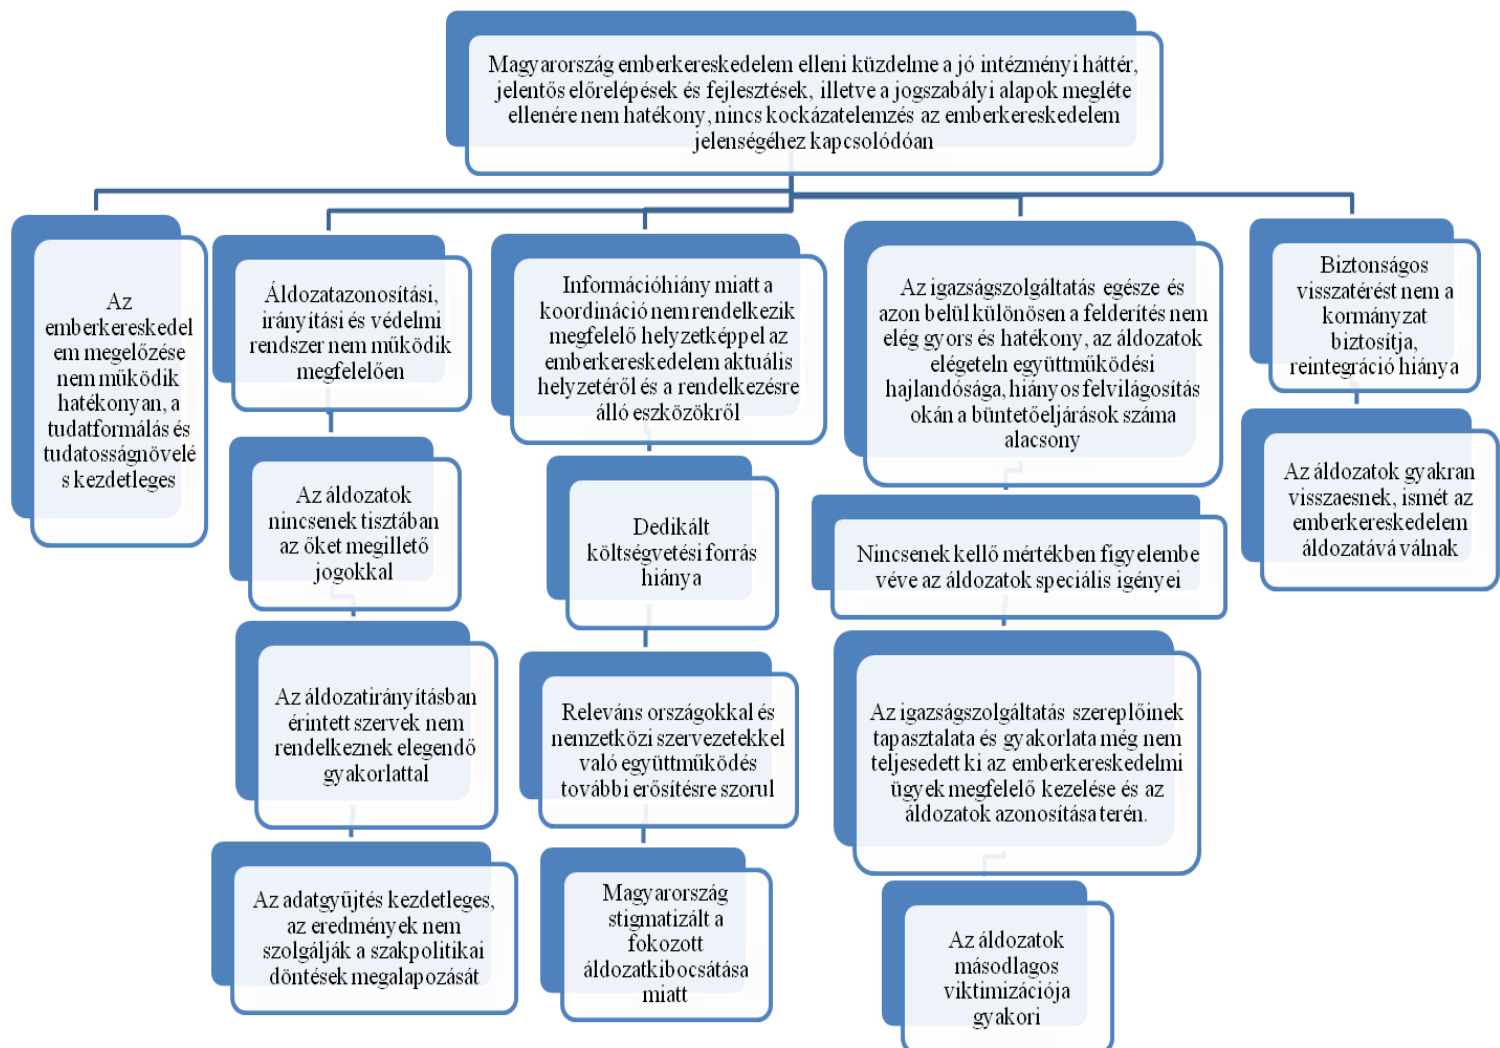 Magyarország emberkereskedelem elleni küzdelme a jó intézményi háttér,
jelentős előrelépések és fejlesztések, illetve a jogszabályi alapok megléte
ellenére nem hatékony, nincs kockázatelemzés az emberkereskedelem
jelenségéhez kapcsolódóan
Az
emberkereskedel
em megelőzése
nem működik
hatékonyan, a
tudatformálás és
tudatosságnövelé
s kezdetleges
Áldozatazonosítási,
irányítási és védelmi
rendszer nem működik
megfelelően
Az áldozatok
nincsenek tisztában
az őket megillető
jogokkal
Az áldozatirányításban
érintett szervek nem
rendelkeznek elegendő
gyakorlattal
Az adatgyűjtés kezdetleges,
az eredmények nem
szolgálják a szakpolitikai
döntések megalapozását
Információhiány miatt a
koordináció nem rendelkezik
megfelelő helyzetképpel az
emberkereskedelem aktuális
helyzetéről és a rendelkezésre
álló eszközökről
Dedikált
költségvetési forrás
hiánya
Releváns országokkal és
nemzetközi szervezetekkel
való együttműködés
további erősítésre szorul
Magyarország
stigmatizált a
fokozott
áldozatkibocsátása
miatt
Az igazságszolgáltatás egésze és
azon belül különösen a felderítés nem
elég gyors és hatékony, az áldozatok
elégeteln együttműködési
hajlandósága, hiányos felvilágosítás
okán a büntetőeljárások száma
alacsony
Nincsenek kellő mértékben figyelembe
véve az áldozatok speciális igényei
Az igazságszolgáltatás szereplőinek
tapasztalata és gyakorlata még nem
teljesedett ki az emberkereskedelmi
ügyek megfelelő kezelése és az
áldozatok azonosítása terén.
Az áldozatok
másodlagos
viktimizációja
gyakori
Biztonságos
visszatérést nem a
kormányzat
biztosítja,
reintegráció hiánya
Az áldozatok gyakran
visszaesnek, ismét az
emberkereskedelem
áldozatává válnak